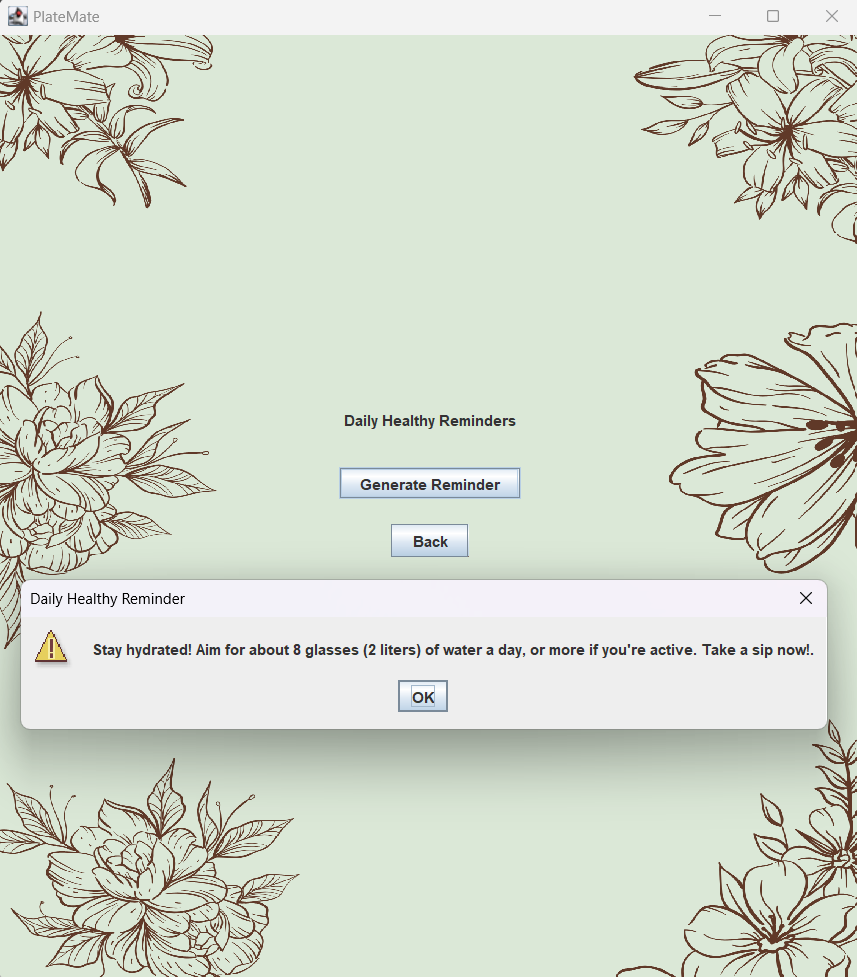 PlateMate
Daily Healthy Reminders
Generate Reminder
Back
Daily Healthy Reminder
Stay hydrated! Aim for about 8 glasses (2 liters) of water a day, or more if you're active. Take a sip now!.
OK